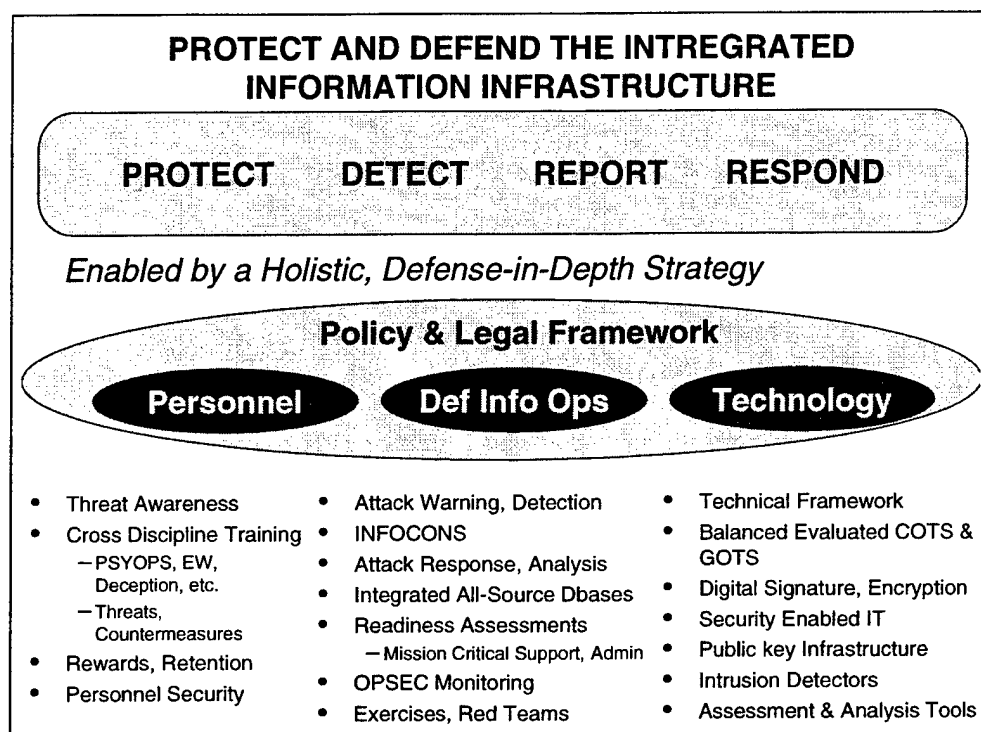 PROTECT AND DEFEND THE INTREGRATED
INFORMATION INFRASTRUCTURE
PROTECT DETECT REPORT RESPOND
Enabled by a Holistic, Defense-in-Depth Strategy
Policy & Legal Framework
Personnel Def Info Ops Technology
• Threat Awareness
• Cross Discipline Training
– PSYOPS, EW,
Deception, etc.
– Threats,
Countermeasures
• Rewards, Retention
• Personnel Security
• Attack Warning, Detection
• INFOCONS
• Attack Response, Analysis
• Integrated All-Source Dbases
• Readiness Assessments
– Mission Critical Support, Admin
• OPSEC Monitoring
• Exercises, Red Teams
• Technical Framework
• Balanced Evaluated COTS &
GOTS
• Digital Signature, Encryption
• Security Enabled IT
• Public key Infrastructure
• Intrusion Detectors
• Assessment & Analysis Tools